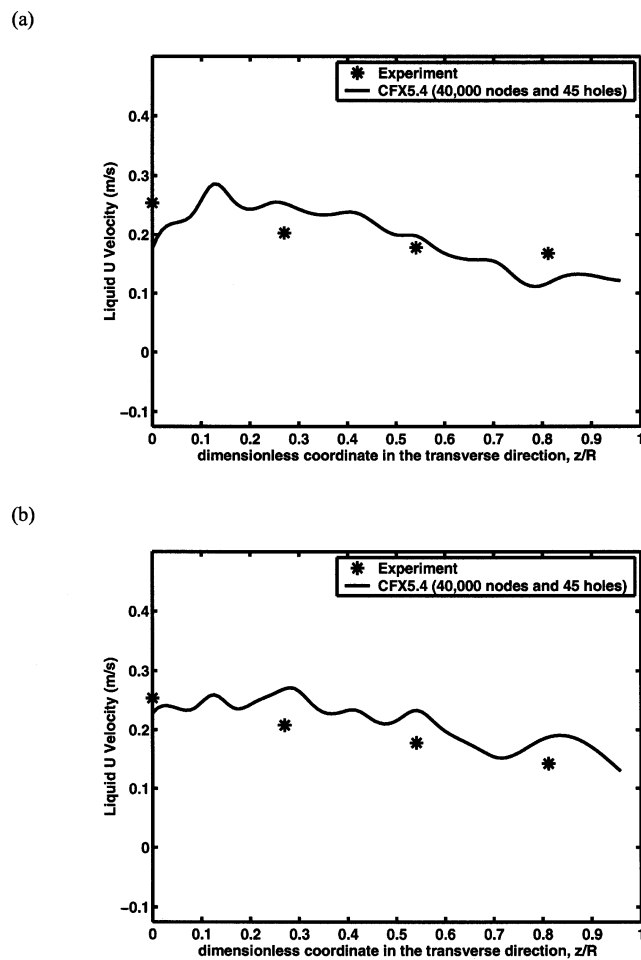 (a)
Experiment
CFX5.4 (40,000 nodes and 45 holes)
0.4
0.3
0.2
0.1
0
−0.1
Liquid U Velocity (m/s)
0 0.1 0.2 0.3 0.4 0.5 0.6 0.7 0.8 0.9 1
dimensionless coordinate in the transverse direction, z/R
(b)
Experiment
CFX5.4 (40,000 nodes and 45 holes)
0.4
0.3
0.2
0.1
0
−0.1
Liquid U Velocity (m/s)
0 0.1 0.2 0.3 0.4 0.5 0.6 0.7 0.8 0.9 1
dimensionless coordinate in the transverse direction, z/R